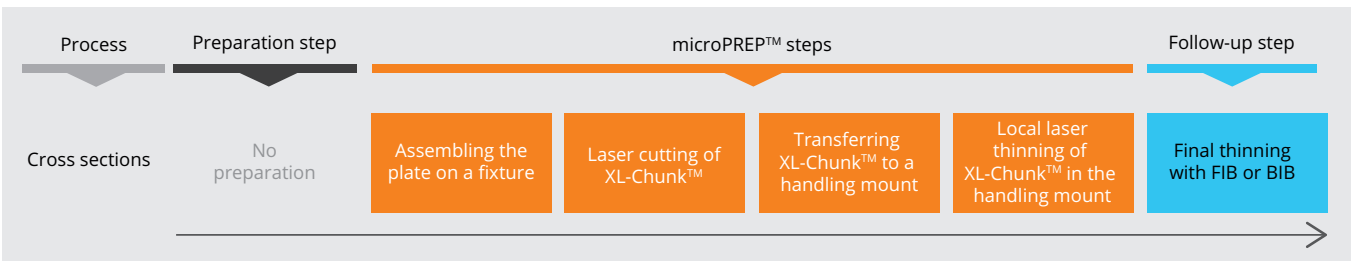 Process
Preparation step
microPREP™ steps
Follow-up step
Cross sections
No
preparation
Assembling the
plate on a fixture
Laser cutting of
XL-Chunk™
Transferring
XL-Chunk™ to a
handling mount
Local laser
thinning of
XL-Chunk™ in the
handling mount
Final thinning
with FIB or BIB